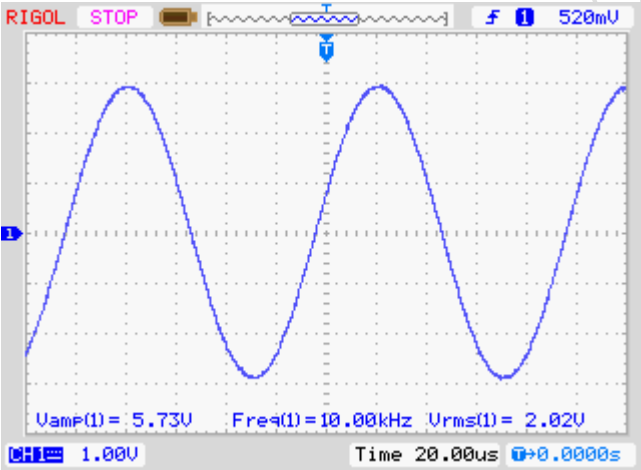 RIGOL STOP T 1 520mV
T
1
Vamp(1)= 5.73V Freq(1)=10.00kHz Vrms(1)= 2.02V
CH1 1.00V Time 20.00us T→0.0000s